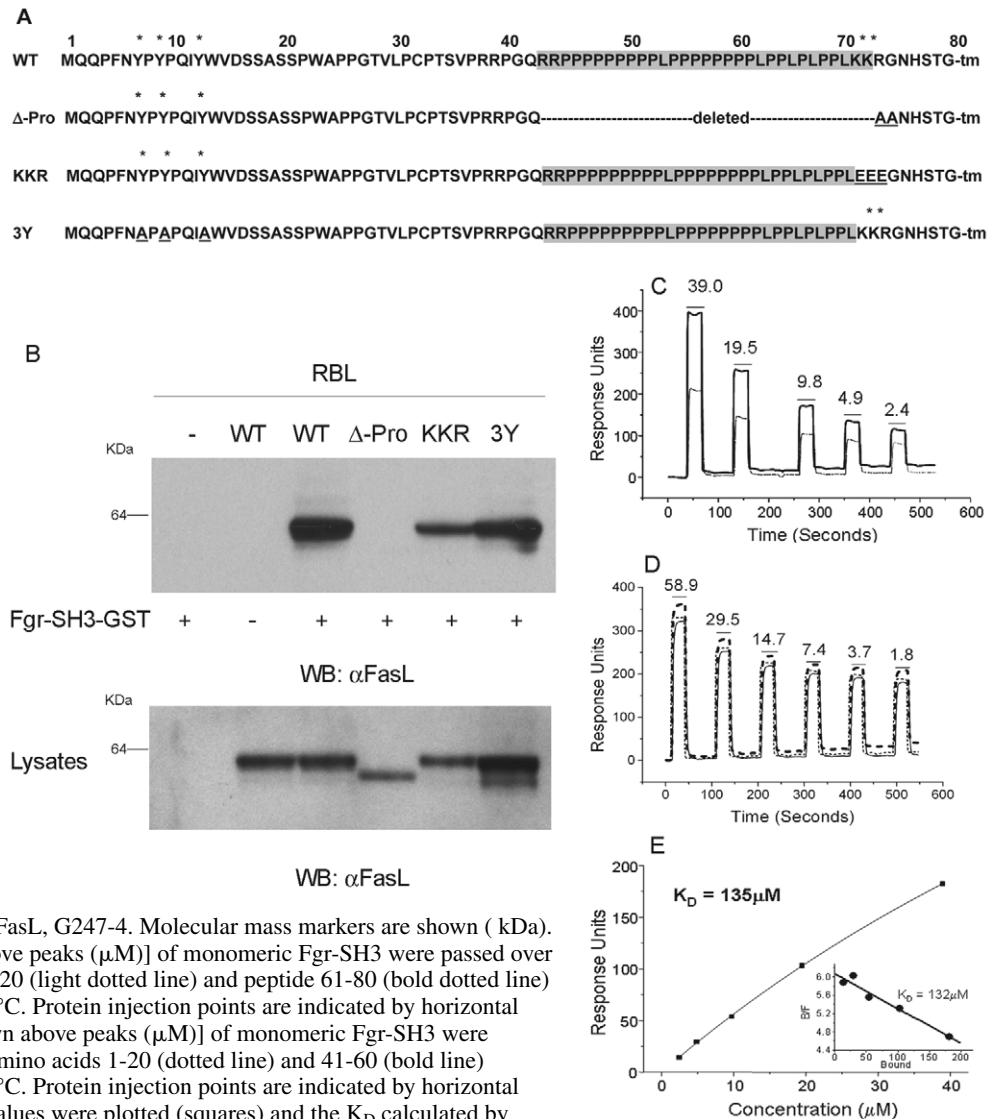 A
* * * * *
1 10 20 30 40 50 60 70 80
WT MQQPFNYPYPQIYWVDSSASSPWAPPGTVLPCPTSVPRRPGQRRPPPPPPPPPLPPPPPPPPLPPLPLPPLKKRGNHSTG-tm
* * *
Δ-Pro MQQPFNYPYPQIYWVDSSASSPWAPPGTVLPCPTSVPRRPGQ----------------------------deleted-----------------------AANHSTG-tm
* * *
KKR MQQPFNYPYPQIYWVDSSASSPWAPPGTVLPCPTSVPRRPGQRRPPPPPPPPPLPPPPPPPPLPPLPLPPLEEEGNHSTG-tm
* *
3Y MQQPFNAPAPQIAWVDSSASSPWAPPGTVLPCPTSVPRRPGQRRPPPPPPPPPLPPPPPPPPLPPLPLPPLKKRGNHSTG-tm
B
RBL
- WT WT Δ-Pro KKR 3Y
KDa
64
Fgr-SH3-GST + - + + + +
WB: αFasL
KDa
64
Lysates
WB: αFasL
C
39.0
19.5
9.8
4.9
2.4
400
300
200
100
0
Response Units
0 100 200 300 400 500 600
Time (Seconds)
D
58.9
29.5
14.7
7.4
3.7
1.8
400
300
200
100
0
Response Units
0 100 200 300 400 500 600
Time (Seconds)
E
K_D = 135µM
200
150
100
50
0
Response Units
0 10 20 30 40
Concentration (µM)
6.0
5.6
5.2
4.8
4.4
B/F
K_D = 132µM
0 50 100 150 200
Bound
FasL, G247-4. Molecular mass markers are shown ( kDa).
ove peaks (µM)] of monomeric Fgr-SH3 were passed over
20 (light dotted line) and peptide 61-80 (bold dotted line)
°C. Protein injection points are indicated by horizontal
n above peaks (µM)] of monomeric Fgr-SH3 were
mino acids 1-20 (dotted line) and 41-60 (bold line)
°C. Protein injection points are indicated by horizontal
alues were plotted (squares) and the K_D calculated by